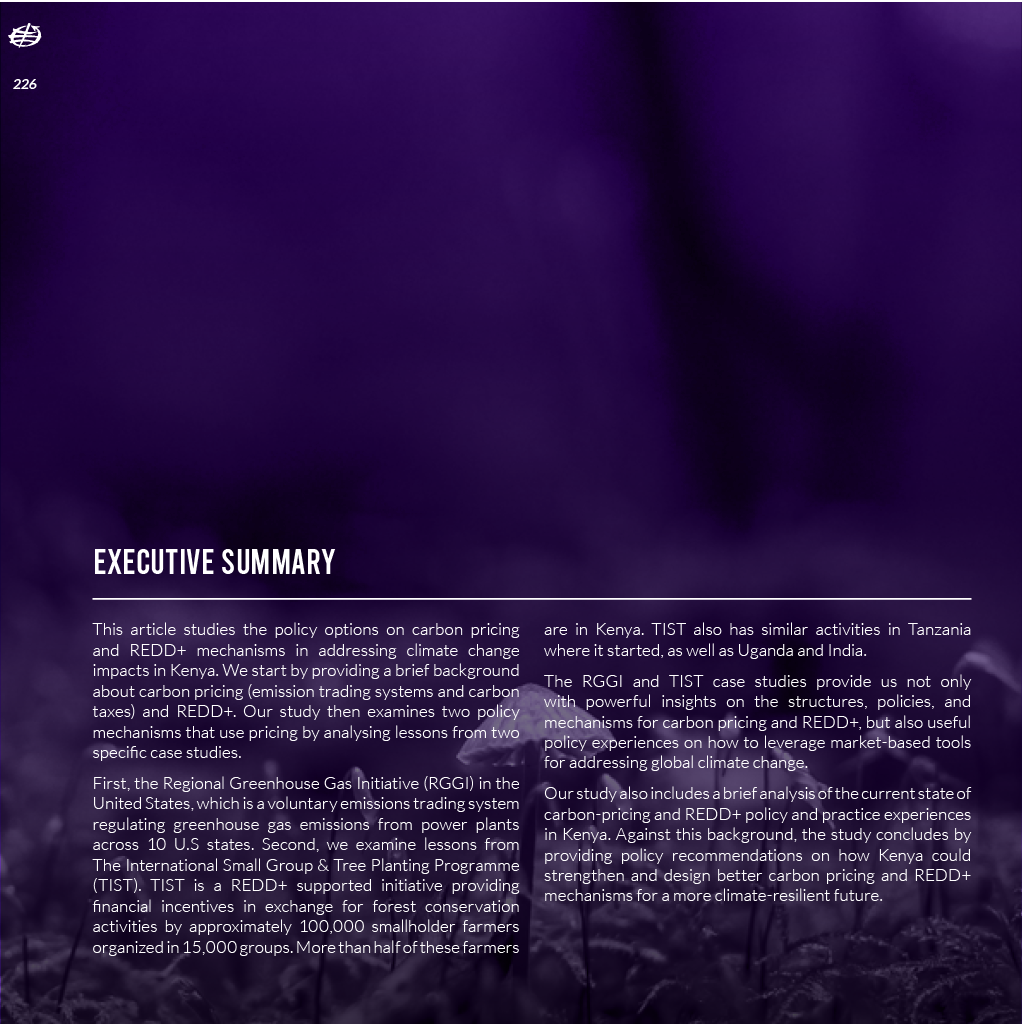 226
EXECUTIVE SUMMARY
This article studies the policy options on carbon pricing
and REDD+ mechanisms in addressing climate change
impacts in Kenya. We start by providing a brief background
about carbon pricing (emission trading systems and carbon
taxes) and REDD+. Our study then examines two policy
mechanisms that use pricing by analysing lessons from two
specific case studies.
First, the Regional Greenhouse Gas Initiative (RGGI) in the
United States, which is a voluntary emissions trading system
regulating greenhouse gas emissions from power plants
across 10 U.S states. Second, we examine lessons from
The International Small Group & Tree Planting Programme
(TIST). TIST is a REDD+ supported initiative providing
financial incentives in exchange for forest conservation
activities by approximately 100,000 smallholder farmers
organized in 15,000 groups. More than half of these farmers
are in Kenya. TIST also has similar activities in Tanzania
where it started, as well as Uganda and India.
The RGGI and TIST case studies provide us not only
with powerful insights on the structures, policies, and
mechanisms for carbon pricing and REDD+, but also useful
policy experiences on how to leverage market-based tools
for addressing global climate change.
Our study also includes a brief analysis of the current state of
carbon-pricing and REDD+ policy and practice experiences
in Kenya. Against this background, the study concludes by
providing policy recommendations on how Kenya could
strengthen and design better carbon pricing and REDD+
mechanisms for a more climate-resilient future.